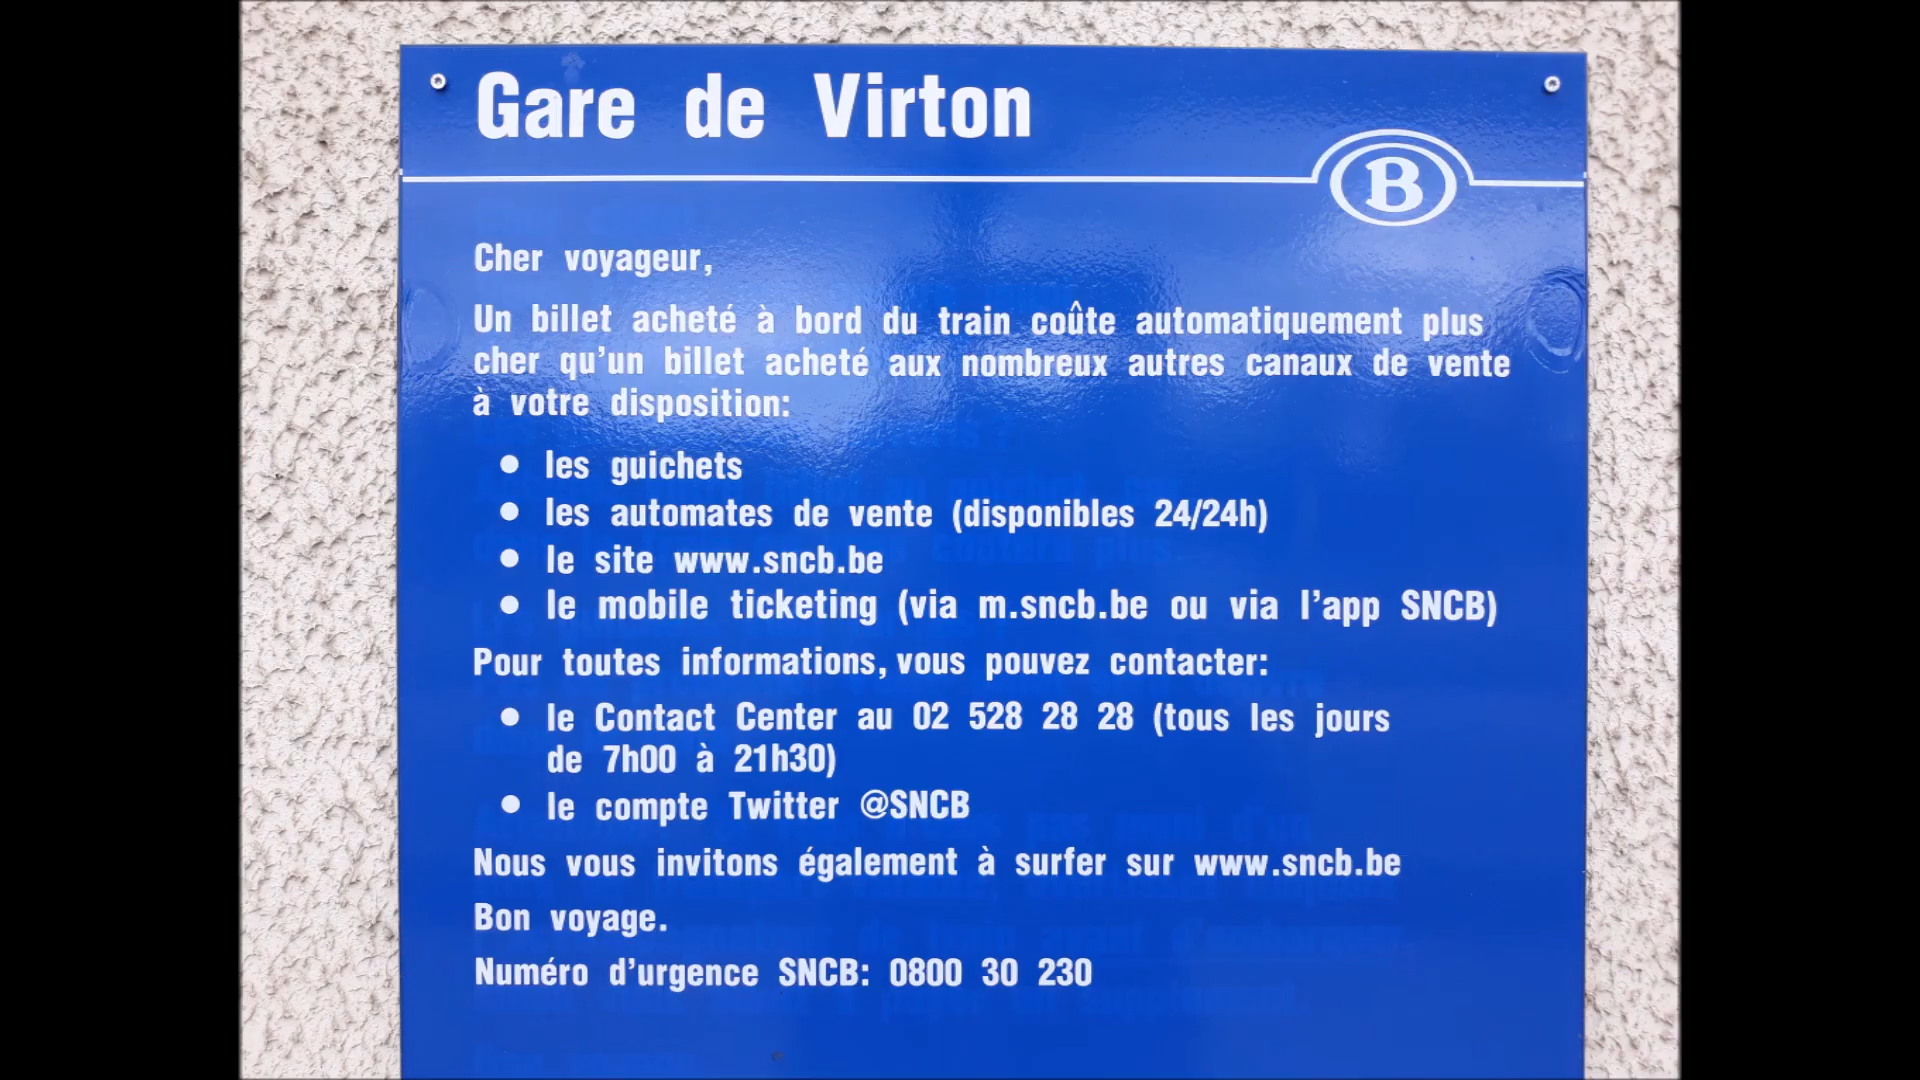 Gare de Virton
B
Cher voyageur,
Un billet acheté à bord du train coûte automatiquement plus
cher qu'un billet acheté aux nombreux autres canaux de vente
à votre disposition:
• les guichets
• les automates de vente (disponibles 24/24h)
• le site www.sncb.be
• le mobile ticketing (via m.sncb.be ou via l'app SNCB)
Pour toutes informations, vous pouvez contacter:
• le Contact Center au 02 528 28 28 (tous les jours
de 7h00 à 21h30)
• le compte Twitter @SNCB
Nous vous invitons également à surfer sur www.sncb.be
Bon voyage.
Numéro d'urgence SNCB: 0800 30 230